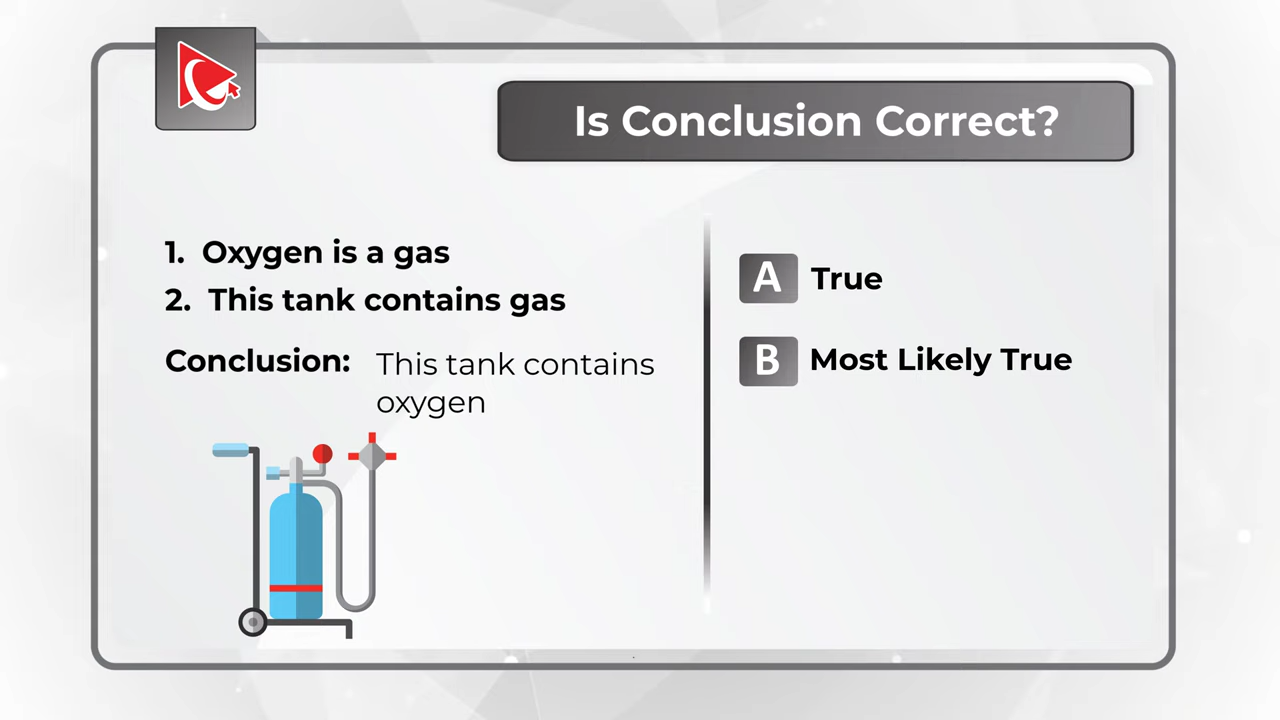 Is Conclusion Correct?
1. Oxygen is a gas
2. This tank contains gas
Conclusion: This tank contains
oxygen
A True
B Most Likely True